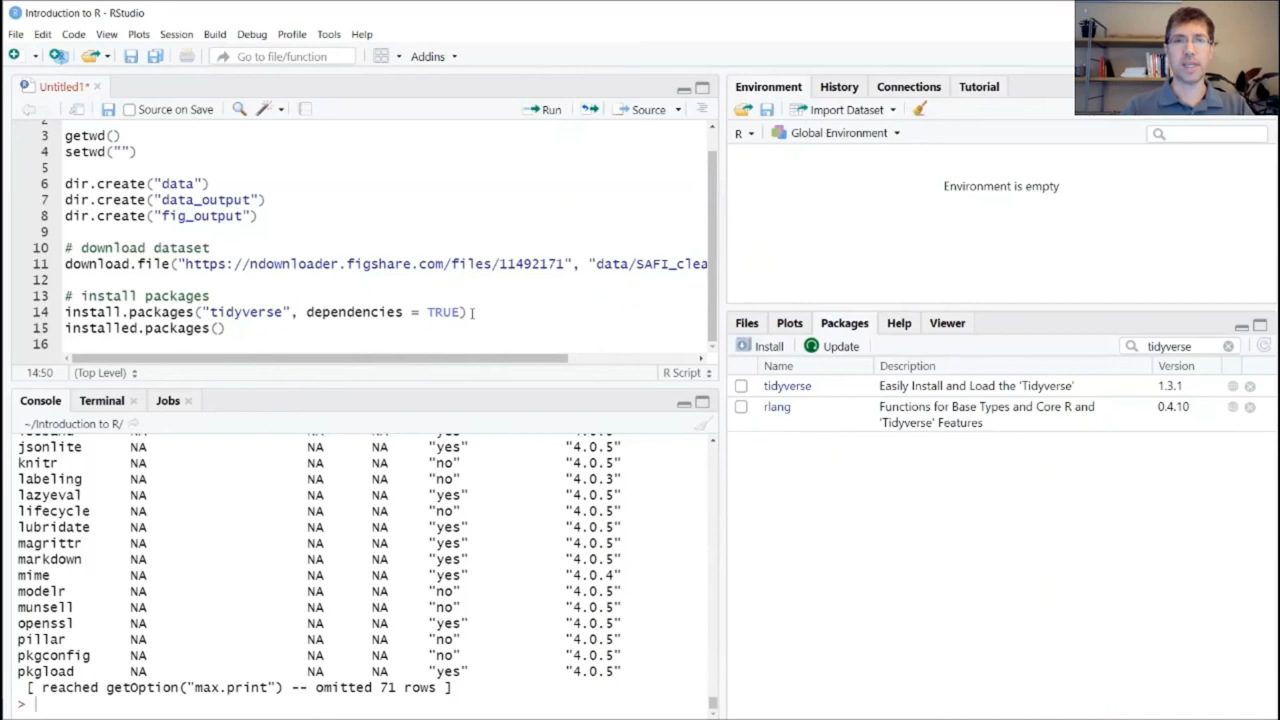 Introduction to R - RStudio
File Edit Code View Plots Session Build Debug Profile Tools Help
Go to file/function Addins
Untitled1*
Source on Save Run Source
2
3 getwd()
4 setwd("")
5
6 dir.create("data")
7 dir.create("data_output")
8 dir.create("fig_output")
9
10 # download dataset
11 download.file("https://ndownloader.figshare.com/files/11492171", "data/SAFI_clea
12
13 # install packages
14 install.packages("tidyverse", dependencies = TRUE)
15 installed.packages()
16
14:50 (Top Level) R Script
Console Terminal Jobs
~/Introduction to R/
jsonlite NA NA NA "yes" "4.0.5"
knitr NA NA NA "no" "4.0.5"
labeling NA NA NA "no" "4.0.3"
lazyeval NA NA NA "yes" "4.0.5"
lifecycle NA NA NA "no" "4.0.5"
lubridate NA NA NA "yes" "4.0.5"
magrittr NA NA NA "yes" "4.0.5"
markdown NA NA NA "yes" "4.0.5"
mime NA NA NA "yes" "4.0.4"
modelr NA NA NA "no" "4.0.5"
munsell NA NA NA "no" "4.0.5"
openssl NA NA NA "yes" "4.0.5"
pillar NA NA NA "no" "4.0.5"
pkgconfig NA NA NA "no" "4.0.5"
pkgload NA NA NA "yes" "4.0.5"
[ reached getOption("max.print") -- omitted 71 rows ]
>
Environment History Connections Tutorial
Import Dataset
R Global Environment
Environment is empty
Files Plots Packages Help Viewer
Install Update tidyverse
Name Description Version
tidyverse Easily Install and Load the 'Tidyverse' 1.3.1
rlang Functions for Base Types and Core R and 0.4.10
'Tidyverse' Features